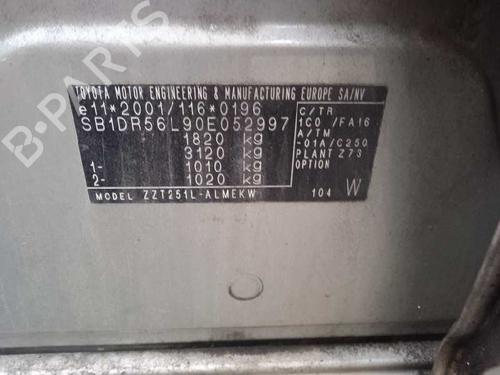 B-PARTS
TOYOTA MOTOR ENGINEERING & MANUFACTURING EUROPE SA/NV
e11*2001/116*0196
SB1DR56L90E052997
1820 kg
3120 kg
1- 1010 kg
2- 1020 kg
MODEL ZZT251L-ALMEKW
C/TR
1C0 /FA16
A/TM
-01A/C250
PLANT Z73
OPTION
104 W